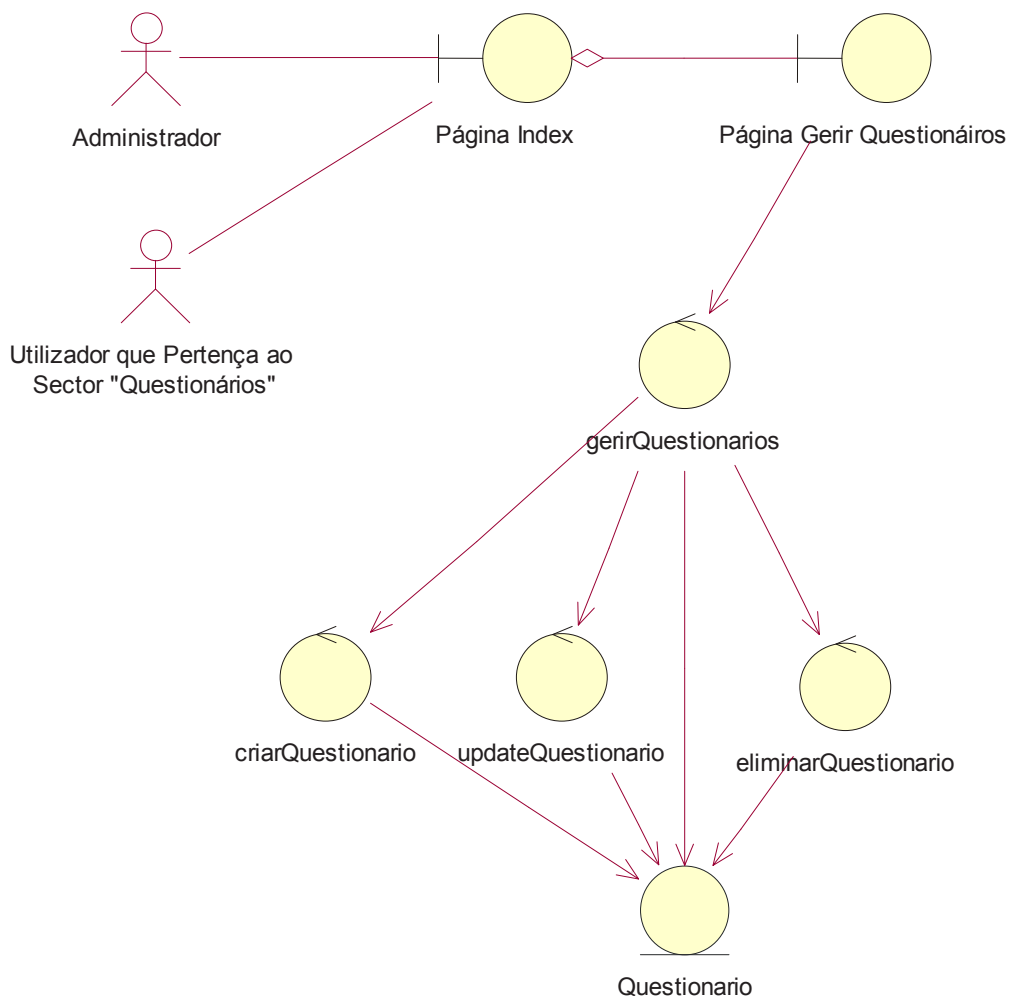 Administrador
Página Index
Página Gerir Questionáiros
Utilizador que Pertença ao
Sector "Questionários"
gerirQuestionarios
criarQuestionario
updateQuestionario
eliminarQuestionario
Questionario